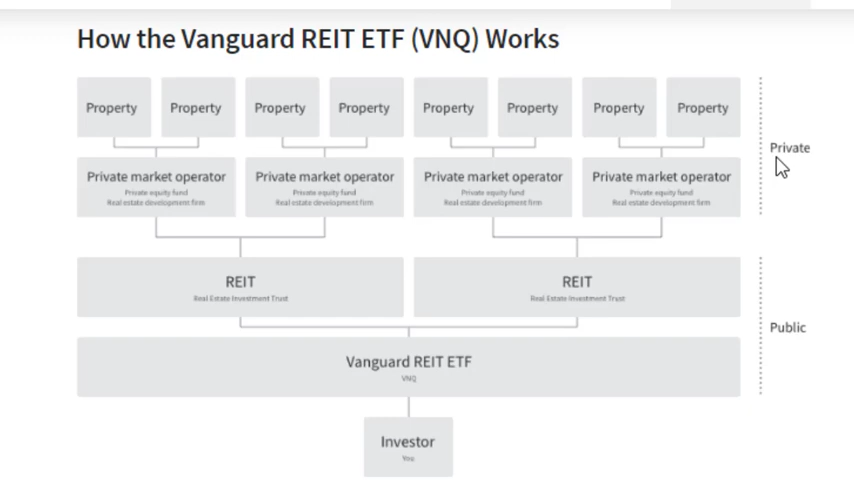 How the Vanguard REIT ETF (VNQ) Works
Property Property Property Property Property Property Property Property
Private
Private market operator Private market operator Private market operator Private market operator
Private equity fund Private equity fund Private equity fund Private equity fund
Real estate development firm Real estate development firm Real estate development firm Real estate development firm
REIT REIT
Real Estate Investment Trust Real Estate Investment Trust
Public
Vanguard REIT ETF
VNQ
Investor
You